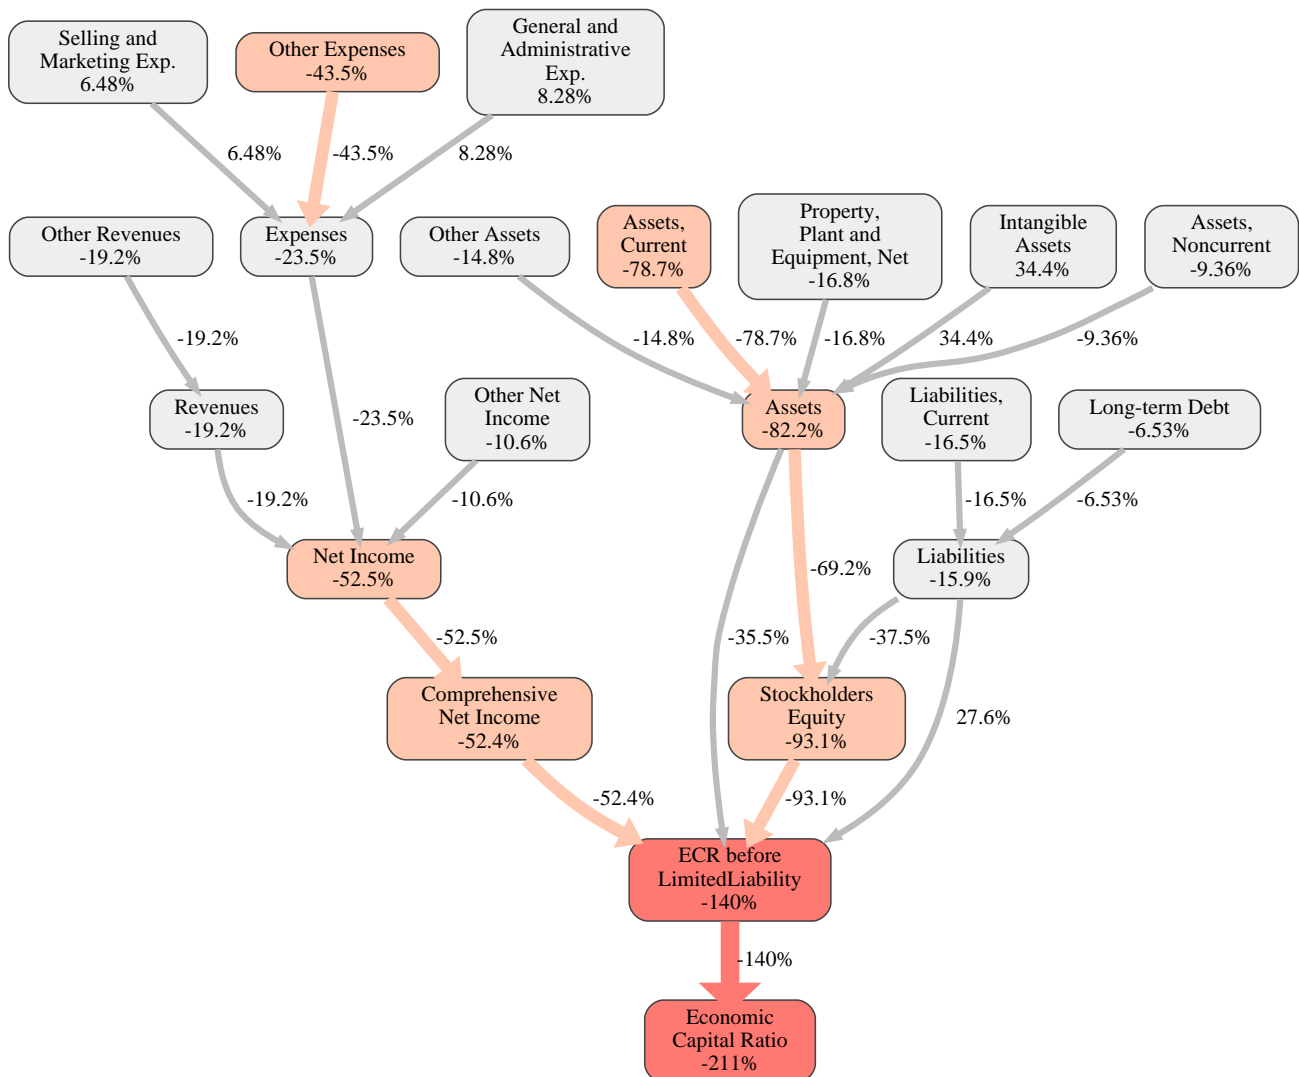 Selling and
Marketing Exp.
6.48%
Other Expenses
-43.5%
General and
Administrative
Exp.
8.28%
6.48%
-43.5%
8.28%
Other Revenues
-19.2%
Expenses
-23.5%
Other Assets
-14.8%
Assets,
Current
-78.7%
Property,
Plant and
Equipment, Net
-16.8%
Intangible
Assets
34.4%
Assets,
Noncurrent
-9.36%
-19.2%
-14.8%
-78.7%
-16.8%
34.4%
-9.36%
Revenues
-19.2%
-23.5%
Other Net
Income
-10.6%
Assets
-82.2%
Liabilities,
Current
-16.5%
Long-term Debt
-6.53%
-19.2%
-10.6%
-16.5%
-6.53%
Net Income
-52.5%
-69.2%
Liabilities
-15.9%
-52.5%
-35.5%
-37.5%
Comprehensive
Net Income
-52.4%
Stockholders
Equity
-93.1%
27.6%
-52.4%
-93.1%
ECR before
LimitedLiability
-140%
-140%
Economic
Capital Ratio
-211%